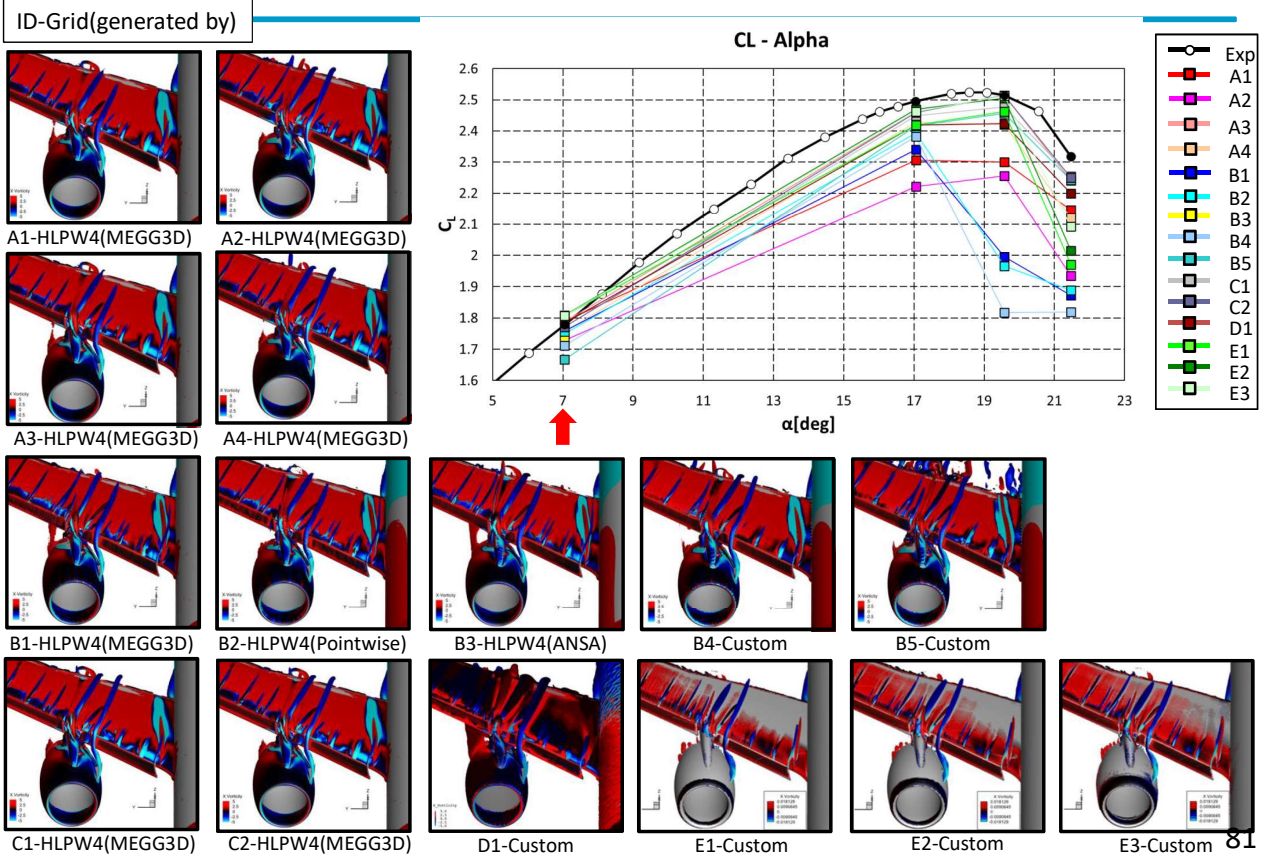 ID-Grid(generated by)
CL - Alpha
2.6
2.5
2.4
2.3
2.2
2.1
2
1.9
1.8
1.7
1.6
CL
5 7 9 11 13 15 17 19 21 23
α[deg]
Exp
A1
A2
A3
A4
B1
B2
B3
B4
B5
C1
C2
D1
E1
E2
E3
A1-HLPW4(MEGG3D) A2-HLPW4(MEGG3D)
A3-HLPW4(MEGG3D) A4-HLPW4(MEGG3D)
B1-HLPW4(MEGG3D) B2-HLPW4(Pointwise) B3-HLPW4(ANSA) B4-Custom B5-Custom
C1-HLPW4(MEGG3D) C2-HLPW4(MEGG3D) D1-Custom E1-Custom E2-Custom E3-Custom
81